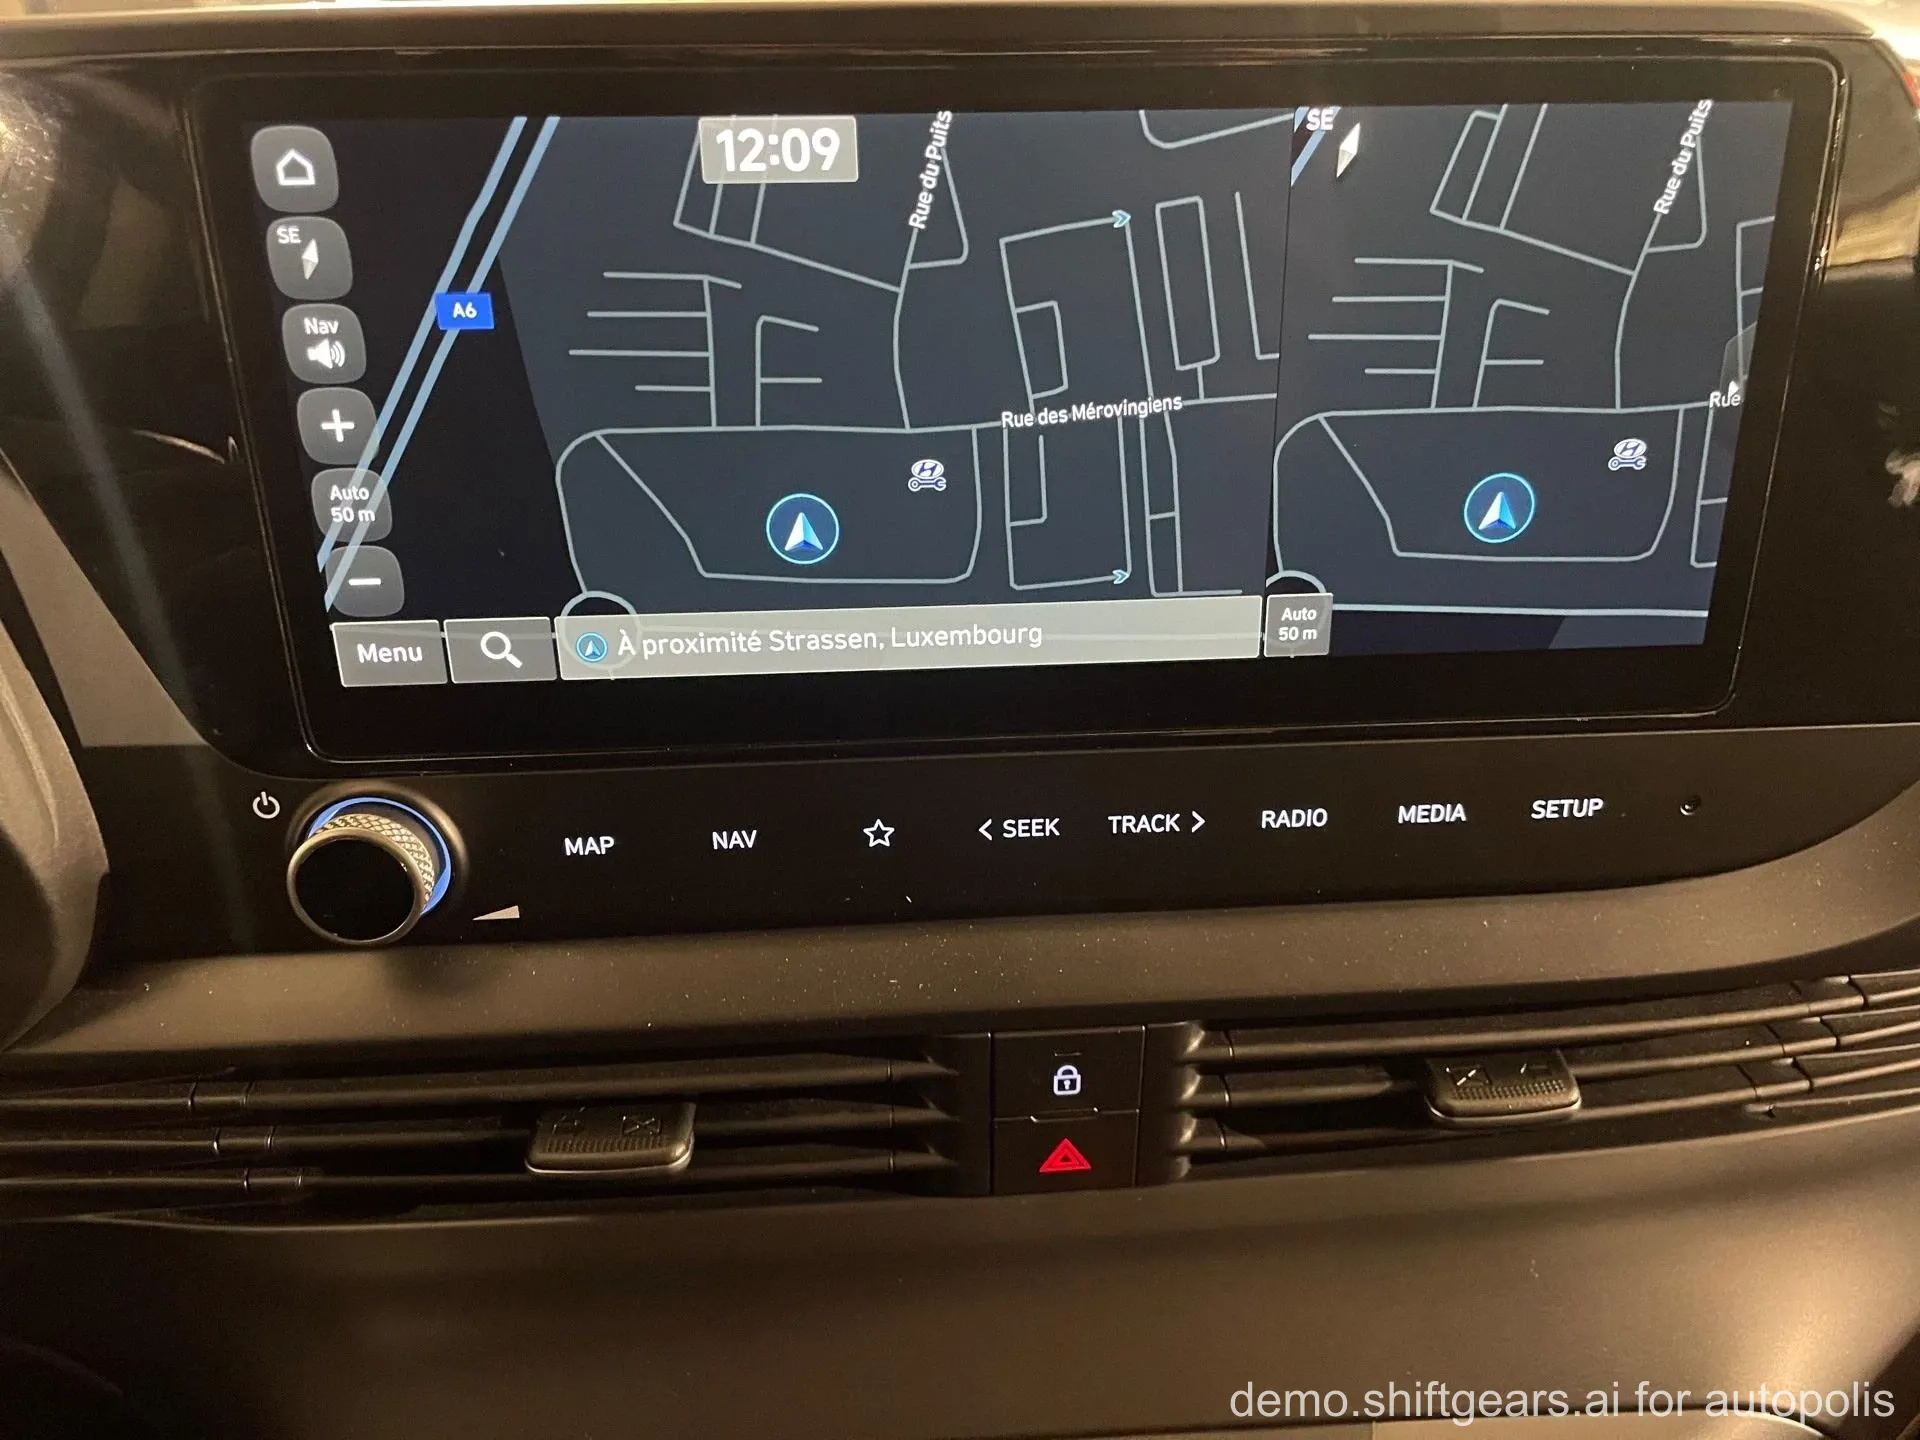 12:09
Rue du Puits
SE
Rue du Puits
SE
A6
Nav
Rue des Mérovingiens
Rue
Auto
50 m
Menu
À proximité Strassen, Luxembourg
Auto
50 m
MAP
NAV
< SEEK
TRACK >
RADIO
MEDIA
SETUP
demo.shiftgears.ai for autopolis